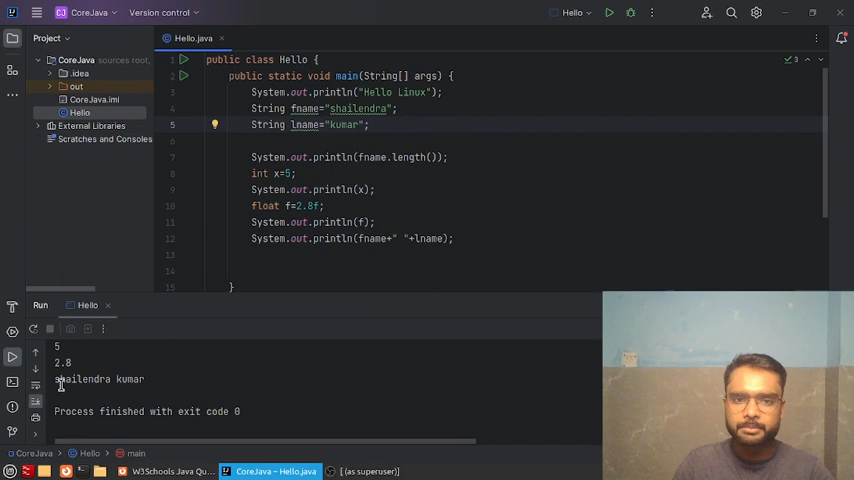 CJ CoreJava Version control Hello
Project
Hello.java
CoreJava sources root,
.idea
out
CoreJava.iml
Hello
External Libraries
Scratches and Consoles
3
1 public class Hello {
2 public static void main(String[] args) {
3 System.out.println("Hello Linux");
4 String fname="shailendra";
5 String lname="kumar";
7 System.out.println(fname.length());
8 int x=5;
9 System.out.println(x);
10 float f=2.8f;
11 System.out.println(f);
12 System.out.println(fname+" "+lname);
13
14
15 }
Run Hello
5
2.8
shailendra kumar
Process finished with exit code 0
CoreJava > Hello > main
W3Schools Java Qu... CoreJava – Hello.java [ (as superuser)]